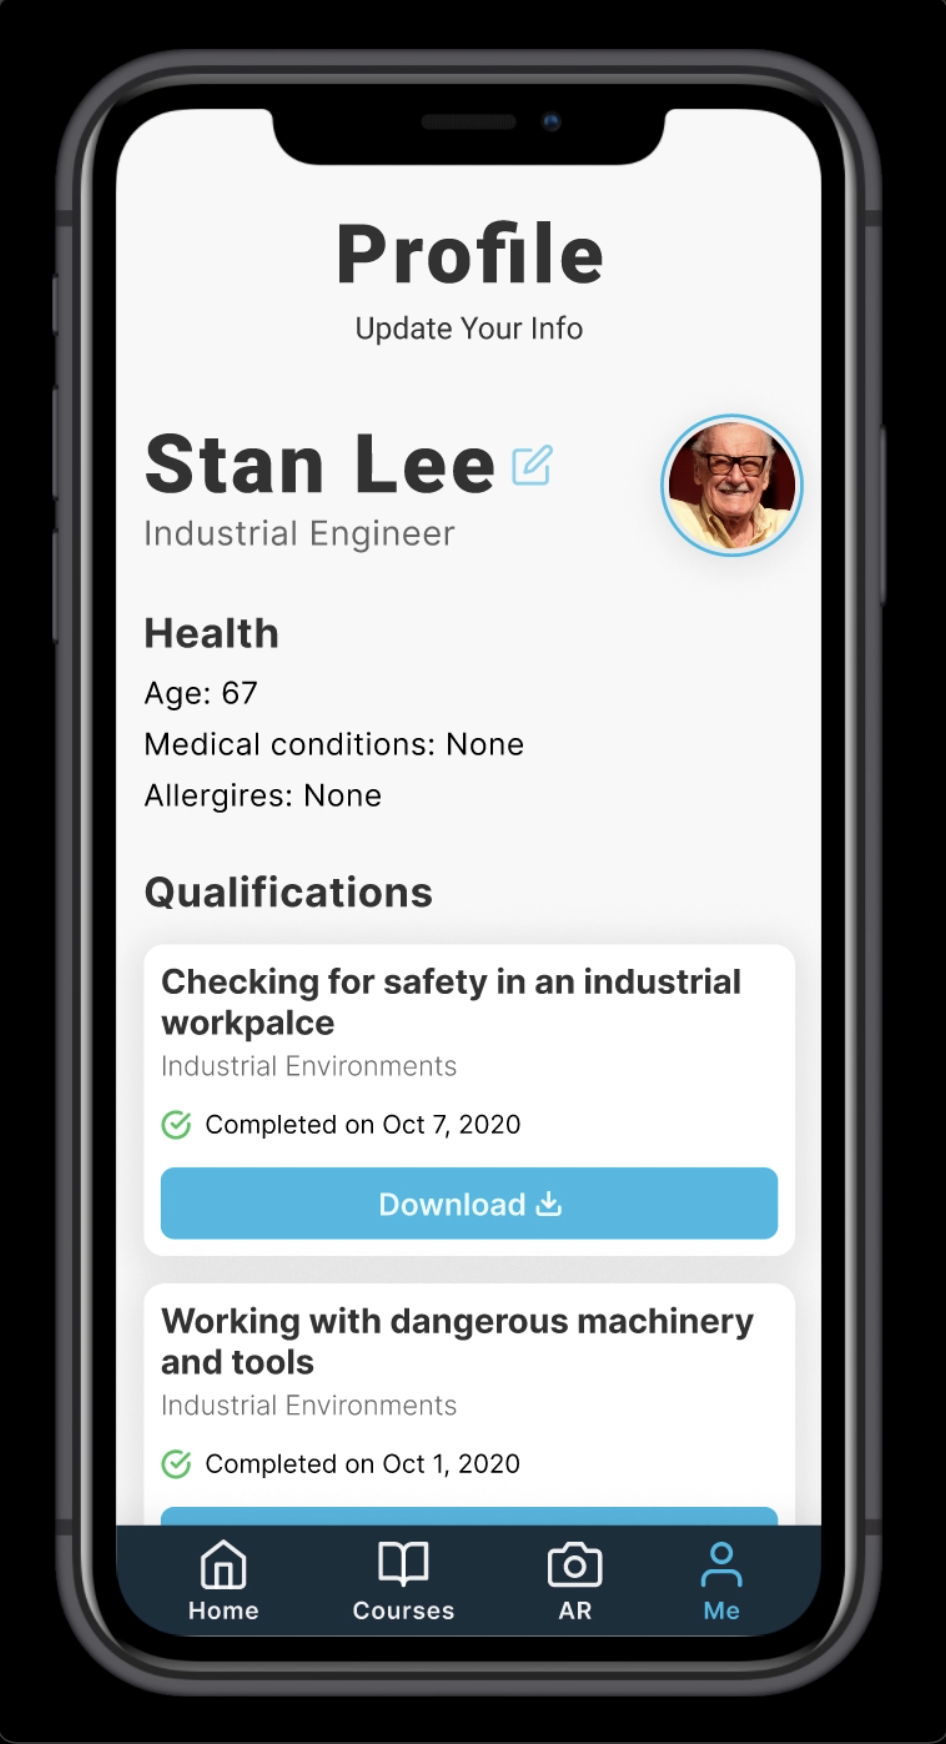 Profile
Update Your Info
Stan Lee
Industrial Engineer
Health
Age: 67
Medical conditions: None
Allergires: None
Qualifications
Checking for safety in an industrial
workpalce
Industrial Environments
Completed on Oct 7, 2020
Download
Working with dangerous machinery
and tools
Industrial Environments
Completed on Oct 1, 2020
Home
Courses
AR
Me